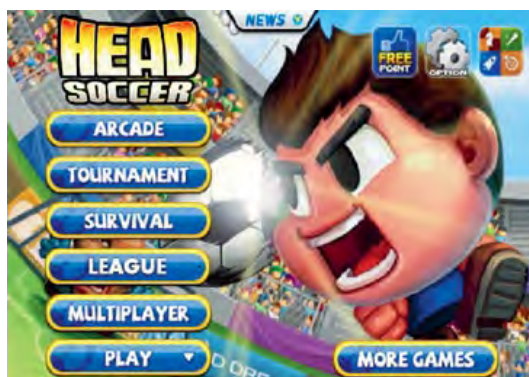 NEWS
HEAD
SOCCER
FREE
POINT
OPTION
ARCADE
TOURNAMENT
SURVIVAL
LEAGUE
MULTIPLAYER
PLAY
MORE GAMES